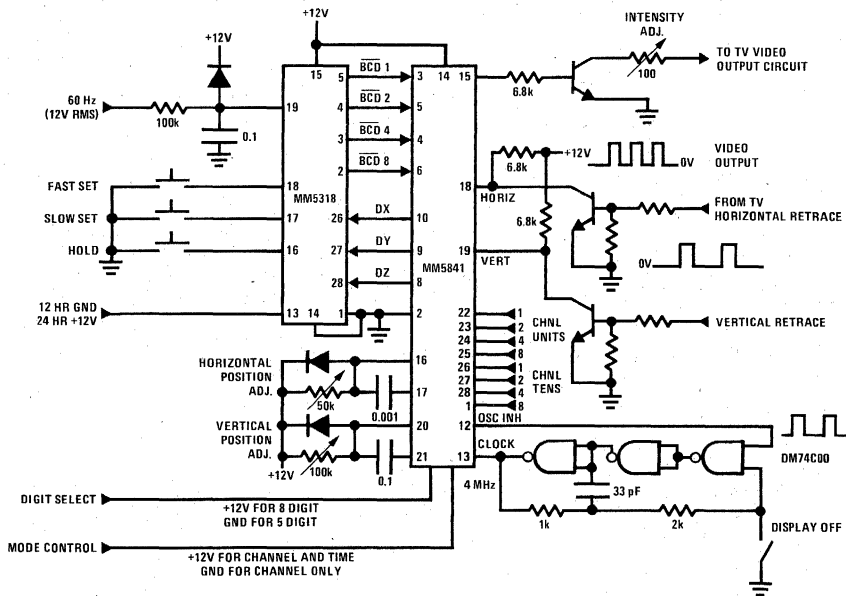 INTENSITY
ADJ.
+12V
+12V
TO TV VIDEO
OUTPUT CIRCUIT
100
6.8k
15
14
5
BCD 1
3
15
60 Hz
(12V RMS)
100k
19
4
BCD 2
5
0.1
3
BCD 4
4
2
BCD 8
6
6.8k
+12V
0V
VIDEO
OUTPUT
FAST SET
18
MM5318
18
HORIZ
SLOW SET
17
26
DX
10
6.8k
FROM TV
HORIZONTAL RETRACE
HOLD
16
27
DY
9
MM5841
19
VERT
0V
28
DZ
8
12 HR GND
24 HR +12V
13
14
1
2
22
1
23
2
CHNL
UNITS
24
4
25
8
26
1
27
2
CHNL
TENS
28
4
1
8
VERTICAL RETRACE
HORIZONTAL
POSITION
ADJ.
16
50k
17
0.001
OSC INH
VERTICAL
POSITION
ADJ.
20
12
100k
21
13
CLOCK
DM74C00
+12V
0.1
4 MHz
33 pF
1k
2k
DISPLAY OFF
DIGIT SELECT
+12V FOR 8 DIGIT
GND FOR 5 DIGIT
MODE CONTROL
+12V FOR CHANNEL AND TIME
GND FOR CHANNEL ONLY